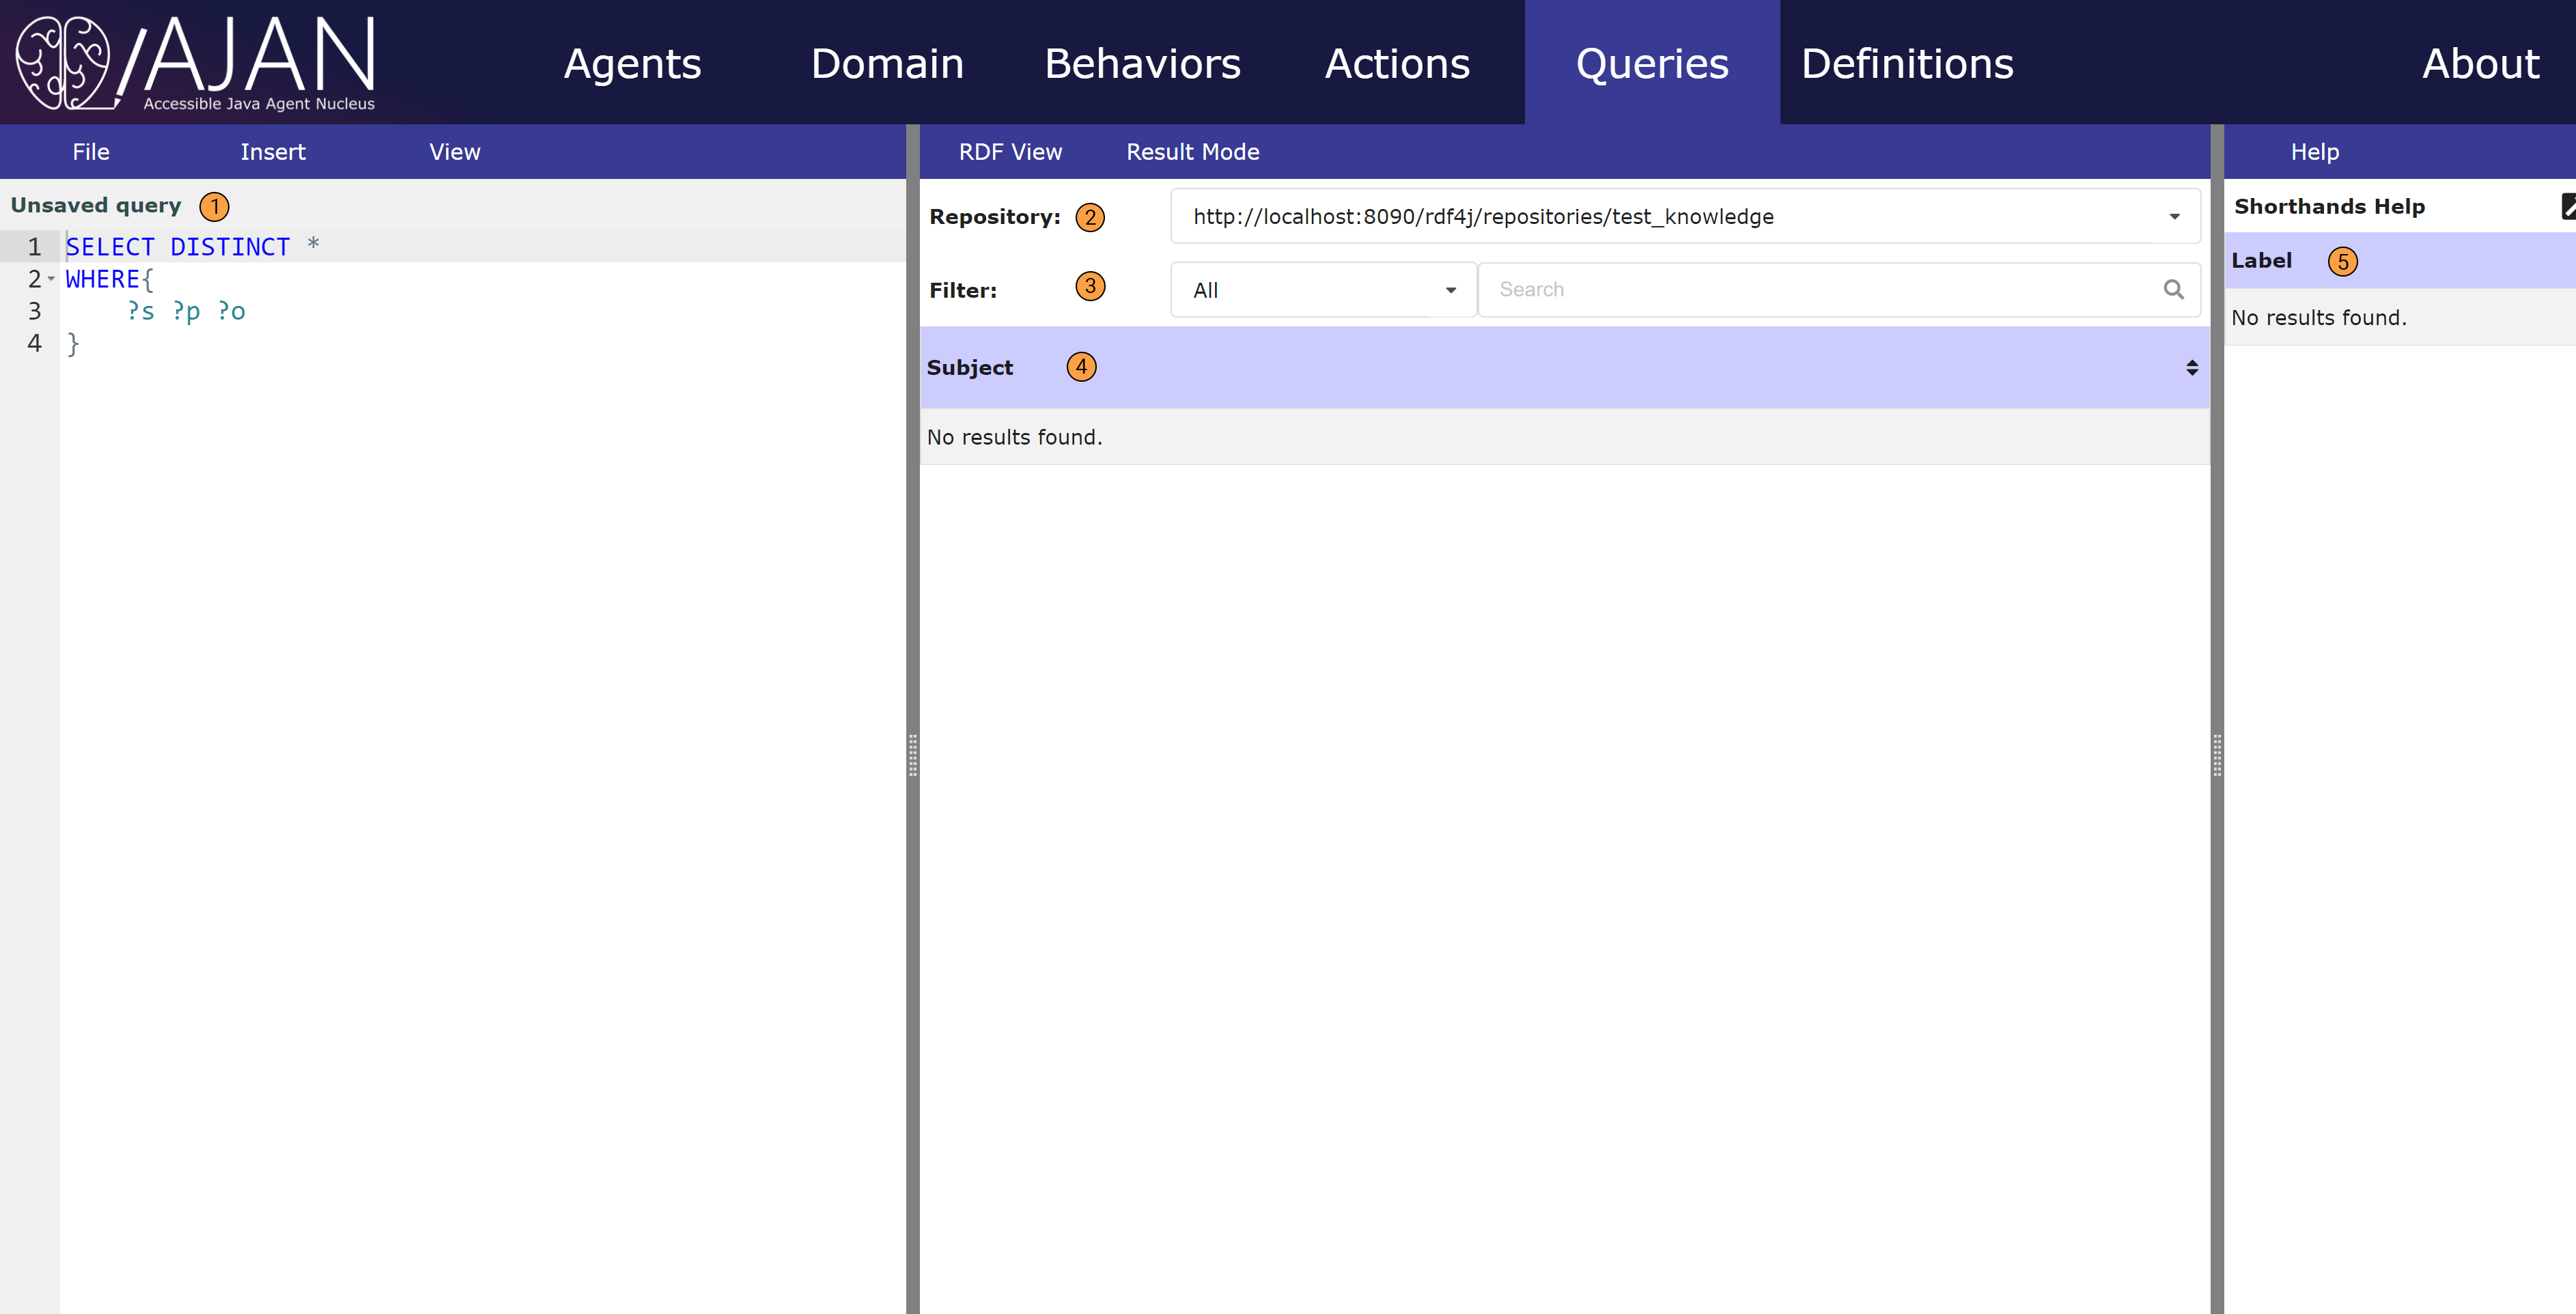 AJAN
Accessible Java Agent Nucleus
Agents Domain Behaviors Actions Queries Definitions About
File Insert View
Unsaved query 1
1 SELECT DISTINCT *
2 WHERE{
3 ?s ?p ?o
4 }
RDF View Result Mode
Repository: 2 http://localhost:8090/rdf4j/repositories/test_knowledge
Filter: 3 All Search
Subject 4
No results found.
Help
Shorthands Help
Label 5
No results found.